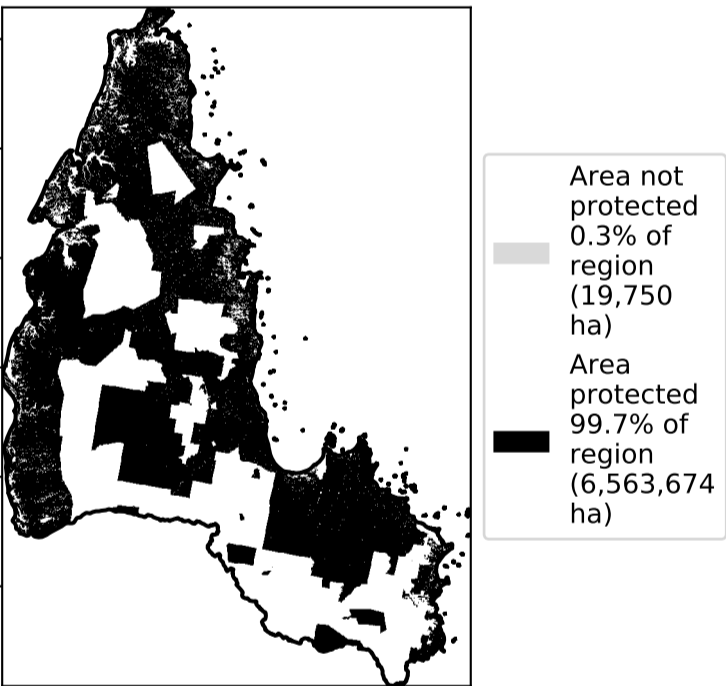 Area not
protected
0.3% of
region
(19,750
ha)
Area
protected
99.7% of
region
(6,563,674
ha)